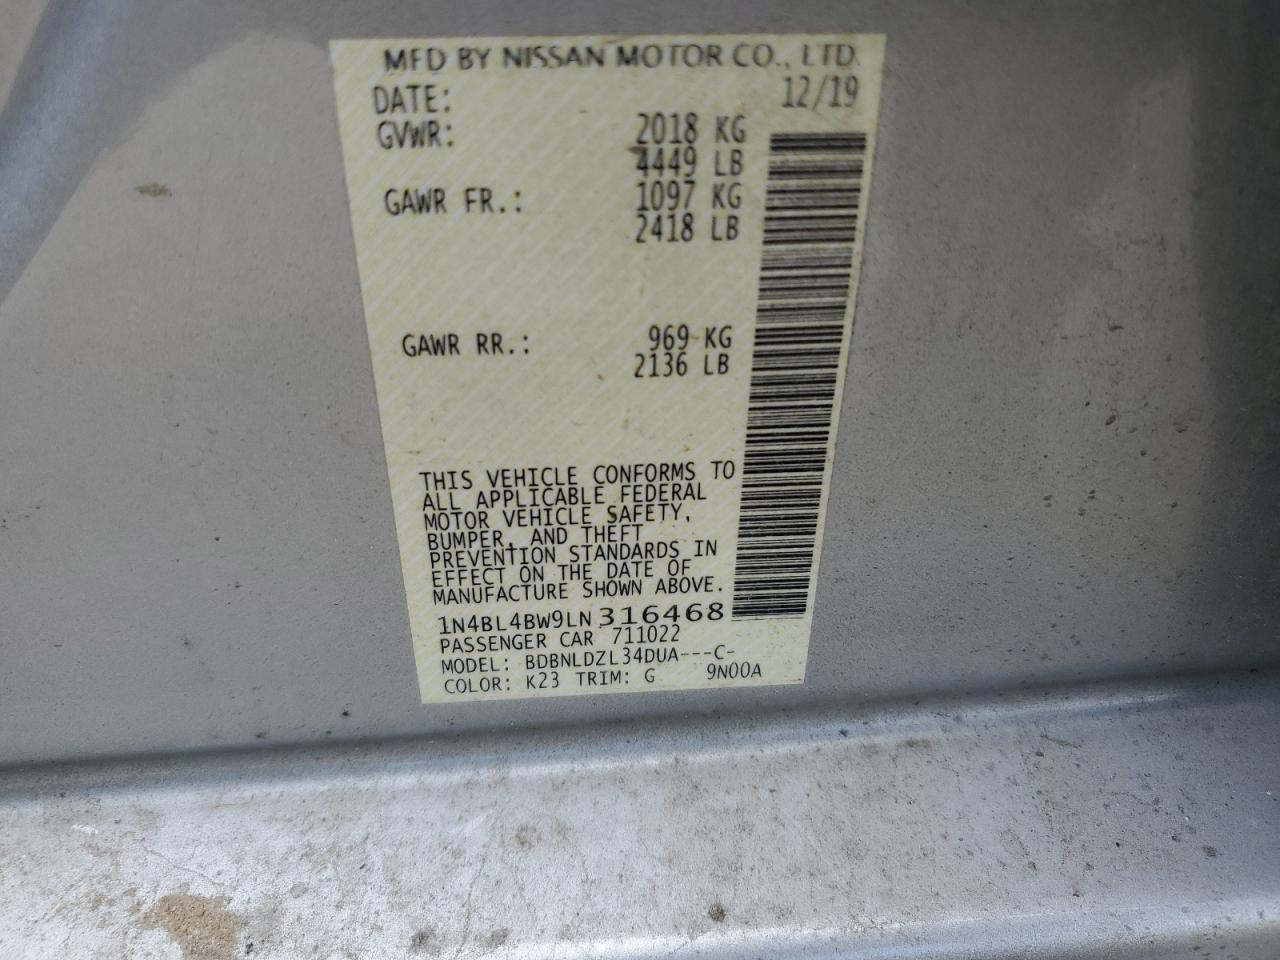 MFD BY NISSAN MOTOR CO., LTD.
DATE: 12/19
GVWR: 2018 KG
4449 LB
GAWR FR.: 1097 KG
2418 LB
GAWR RR.: 969 KG
2136 LB
THIS VEHICLE CONFORMS TO
ALL APPLICABLE FEDERAL
MOTOR VEHICLE SAFETY,
BUMPER, AND THEFT
PREVENTION STANDARDS IN
EFFECT ON THE DATE OF
MANUFACTURE SHOWN ABOVE.
1N4BL4BW9LN316468
PASSENGER CAR 711022
MODEL: BDBNLDZL34DUA---C-
COLOR: K23 TRIM: G 9N00A